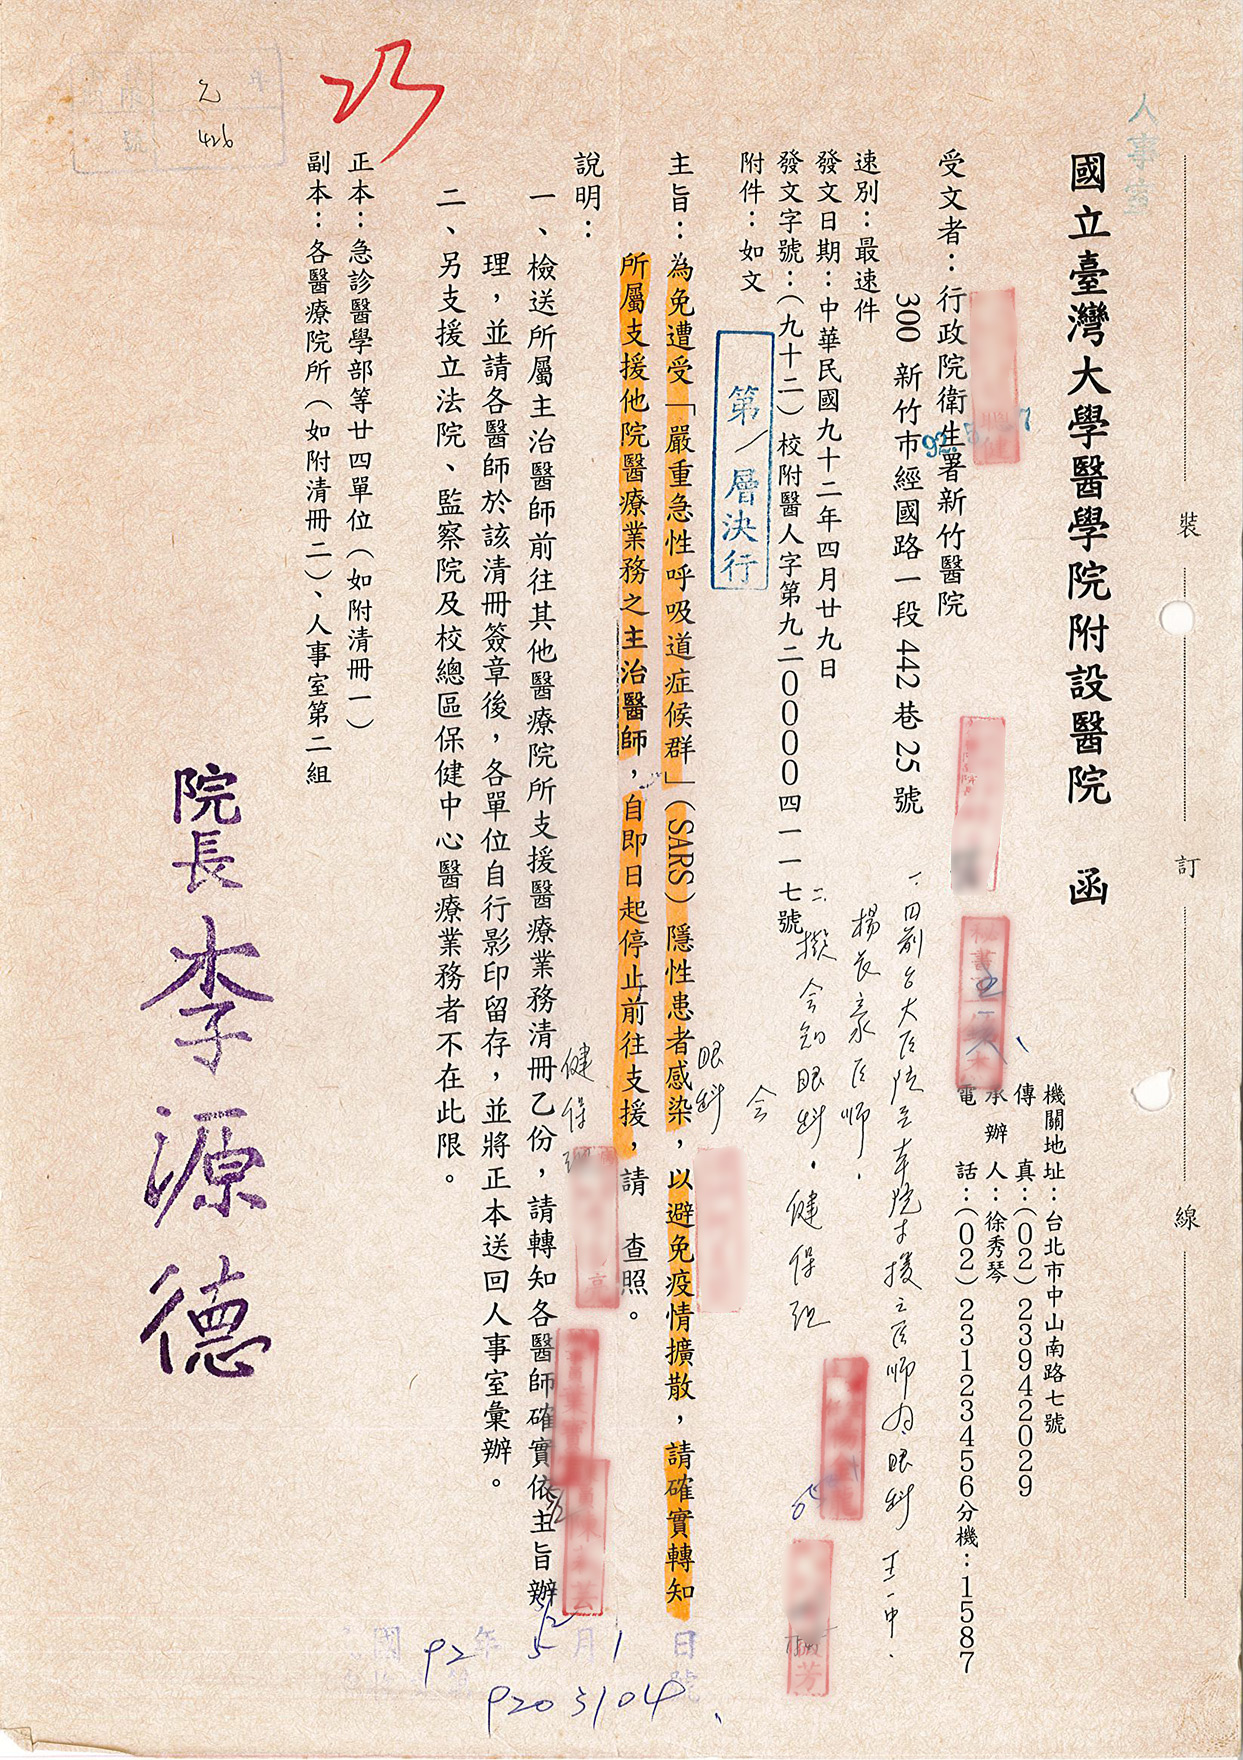 人事室
裝
訂
線
國立臺灣大學醫學院附設醫院 函
機關地址：台北市中山南路七號
傳 真：（02）23942029
承 辦 人：徐秀琴
電 話：（02）23123456分機：1587
受文者：行政院衛生署新竹醫院
300 新竹市經國路一段442巷25號
速別：最速件
發文日期：中華民國九十二年四月廿九日
發文字號：（九十二）校附醫人字第九二0000四一一七號
附件：如文
第1層決行
一、目前台大医院至本院支援之医師為眼科王一中、
楊長豪医師。
二、擬会知眼科、健保組
会
眼科
健保組
主旨：為免遭受「嚴重急性呼吸道症候群」（SARS）隱性患者感染，以避免疫情擴散，請確實轉知
所屬支援他院醫療業務之主治醫師，自即日起停止前往支援，請 查照。
說明：
一、檢送所屬主治醫師前往其他醫療院所支援醫療業務清冊乙份，請轉知各醫師確實依主旨辦
理，並請各醫師於該清冊簽章後，各單位自行影印留存，並將正本送回人事室彙辦。
二、另支援立法院、監察院及校總區保健中心醫療業務者不在此限。
正本：急診醫學部等廿四單位（如附清冊一）
副本：各醫療院所（如附清冊二）、人事室第二組
院長 李源德
23
年
乙
426
號
92年5月1日
9203104
號